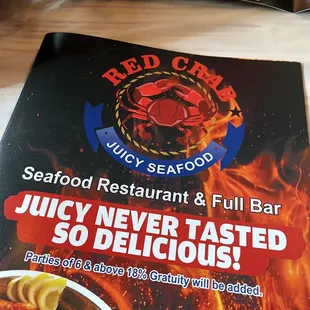 RED CRAB
JUICY SEAFOOD
Seafood Restaurant & Full Bar
JUICY NEVER TASTED
SO DELICIOUS!
Parties of 6 & above 18% Gratuity will be added.